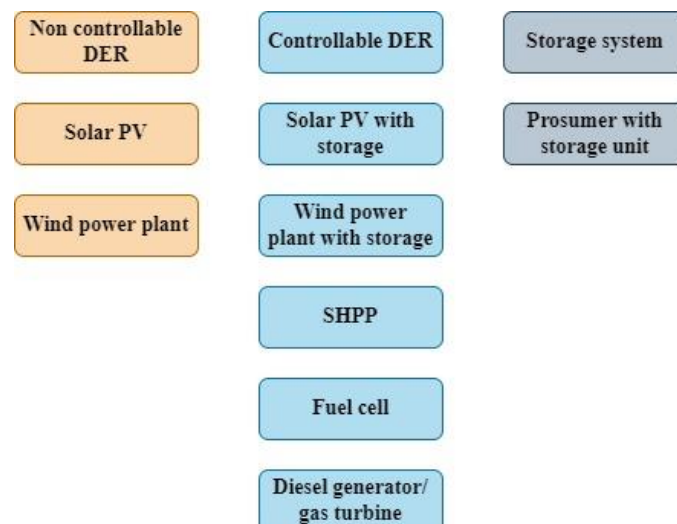 Non controllable
DER
Controllable DER
Storage system
Solar PV
Solar PV with
storage
Prosumer with
storage unit
Wind power plant
Wind power
plant with storage
SHPP
Fuel cell
Diesel generator/
gas turbine